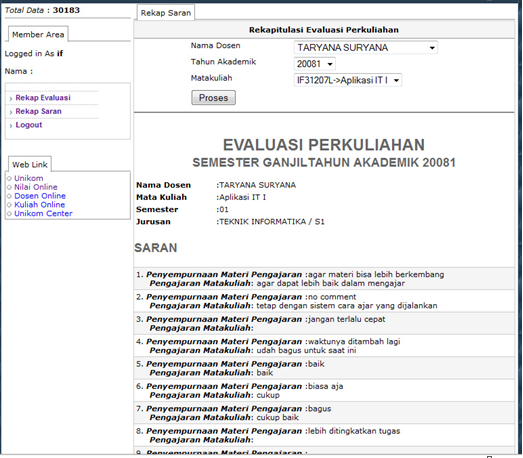 Total Data : 30183
Member Area
Logged in As if
Nama :
Rekap Evaluasi
Rekap Saran
Logout
Web Link
Unikom
Nilai Online
Dosen Online
Kuliah Online
Unikom Center
Rekap Saran
Rekapitulasi Evaluasi Perkuliahan
Nama Dosen TARYANA SURYANA
Tahun Akademik 20081
Matakuliah IF31207L->Aplikasi IT I
Proses
EVALUASI PERKULIAHAN
SEMESTER GANJILTAHUN AKADEMIK 20081
Nama Dosen :TARYANA SURYANA
Mata Kuliah :Aplikasi IT I
Semester :01
Jurusan :TEKNIK INFORMATIKA / S1
SARAN
1. Penyempurnaan Materi Pengajaran :agar materi bisa lebih berkembang
Pengajaran Matakuliah: agar dapat lebih baik dalam mengajar
2. Penyempurnaan Materi Pengajaran :no comment
Pengajaran Matakuliah: tetap dengan sistem cara ajar yang dijalankan
3. Penyempurnaan Materi Pengajaran :jangan terlalu cepat
Pengajaran Matakuliah:
4. Penyempurnaan Materi Pengajaran :waktunya ditambah lagi
Pengajaran Matakuliah: udah bagus untuk saat ini
5. Penyempurnaan Materi Pengajaran :baik
Pengajaran Matakuliah: baik
6. Penyempurnaan Materi Pengajaran :biasa aja
Pengajaran Matakuliah: cukup
7. Penyempurnaan Materi Pengajaran :bagus
Pengajaran Matakuliah: cukup baik
8. Penyempurnaan Materi Pengajaran :lebih ditingkatkan tugas
Pengajaran Matakuliah:
9. Penyempurnaan Materi Pengajaran :